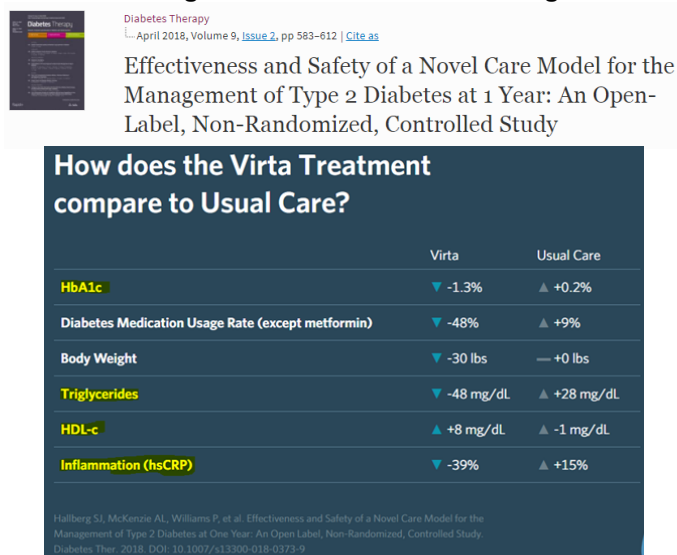 Diabetes Therapy
Diabetes Therapy
April 2018, Volume 9, Issue 2, pp 583–612 | Cite as
Effectiveness and Safety of a Novel Care Model for the
Management of Type 2 Diabetes at 1 Year: An Open-
Label, Non-Randomized, Controlled Study
How does the Virta Treatment
compare to Usual Care?
Virta Usual Care
HbA1c ▼ -1.3% ▲ +0.2%
Diabetes Medication Usage Rate (except metformin) ▼ -48% ▲ +9%
Body Weight ▼ -30 lbs — +0 lbs
Triglycerides ▼ -48 mg/dL ▲ +28 mg/dL
HDL-c ▲ +8 mg/dL ▲ -1 mg/dL
Inflammation (hsCRP) ▼ -39% ▲ +15%
Hallberg SJ, McKenzie AL, Williams P, et al. Effectiveness and Safety of a Novel Care Model for the
Management of Type 2 Diabetes at One Year: An Open Label, Non-Randomized, Controlled Study.
Diabetes Ther. 2018. DOI: 10.1007/s13300-018-0373-9